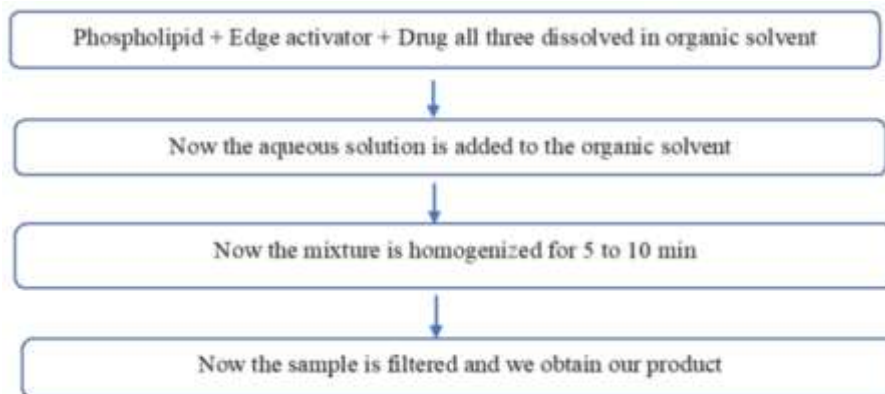 Phospholipid + Edge activator + Drug all three dissolved in organic solvent
Now the aqueous solution is added to the organic solvent
Now the mixture is homogenized for 5 to 10 min
Now the sample is filtered and we obtain our product